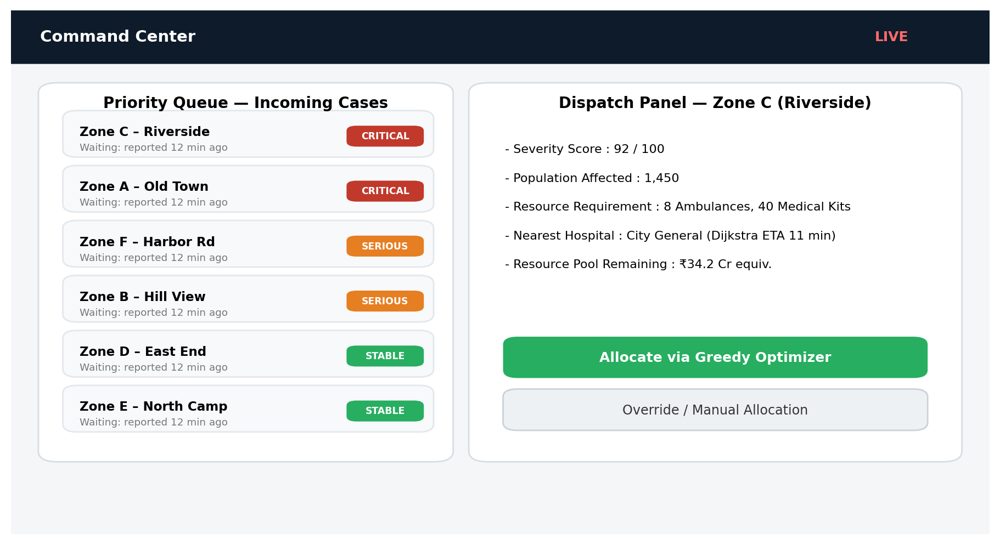 Command Center
LIVE
Priority Queue — Incoming Cases
Zone C – Riverside
Waiting: reported 12 min ago
CRITICAL
Zone A – Old Town
Waiting: reported 12 min ago
CRITICAL
Zone F – Harbor Rd
Waiting: reported 12 min ago
SERIOUS
Zone B – Hill View
Waiting: reported 12 min ago
SERIOUS
Zone D – East End
Waiting: reported 12 min ago
STABLE
Zone E – North Camp
Waiting: reported 12 min ago
STABLE
Dispatch Panel — Zone C (Riverside)
- Severity Score : 92 / 100
- Population Affected : 1,450
- Resource Requirement : 8 Ambulances, 40 Medical Kits
- Nearest Hospital : City General (Dijkstra ETA 11 min)
- Resource Pool Remaining : ₹34.2 Cr equiv.
Allocate via Greedy Optimizer
Override / Manual Allocation